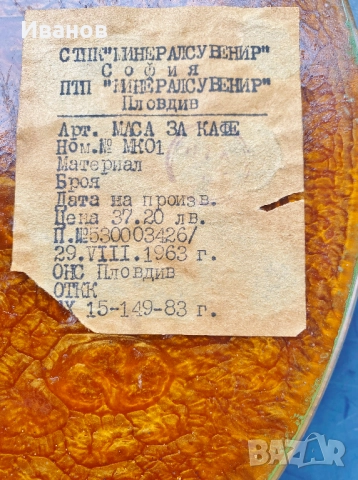 Иванов
СТПК"МИНЕРАЛСУВЕНИР"
София
ПТП "МИНЕРАЛСУВЕНИР"
Пловдив
Арт. МАСА ЗА КАФЕ
Ном.№ МК01
Материал
Броя
Дата на произв.
Цена 37.20 лв.
П.№530003426/
29.VIII.1963 г.
ОНС Пловдив
ОТКК
15-149-83 г.
BAZAR